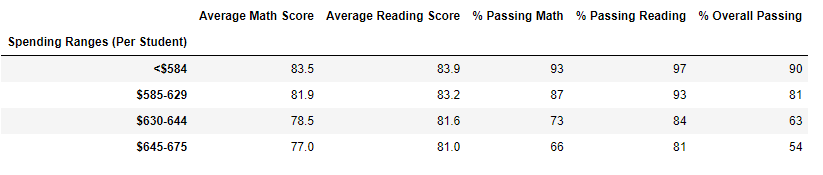 Average Math Score Average Reading Score % Passing Math % Passing Reading % Overall Passing
Spending Ranges (Per Student)
<$584 83.5 83.9 93 97 90
$585-629 81.9 83.2 87 93 81
$630-644 78.5 81.6 73 84 63
$645-675 77.0 81.0 66 81 54